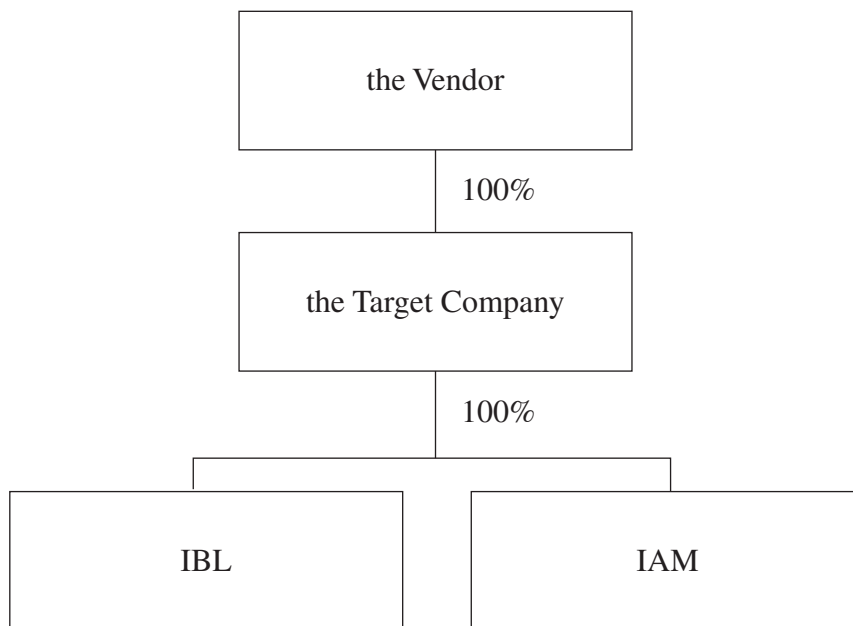 the Vendor
100%
the Target Company
100%
IBL
IAM